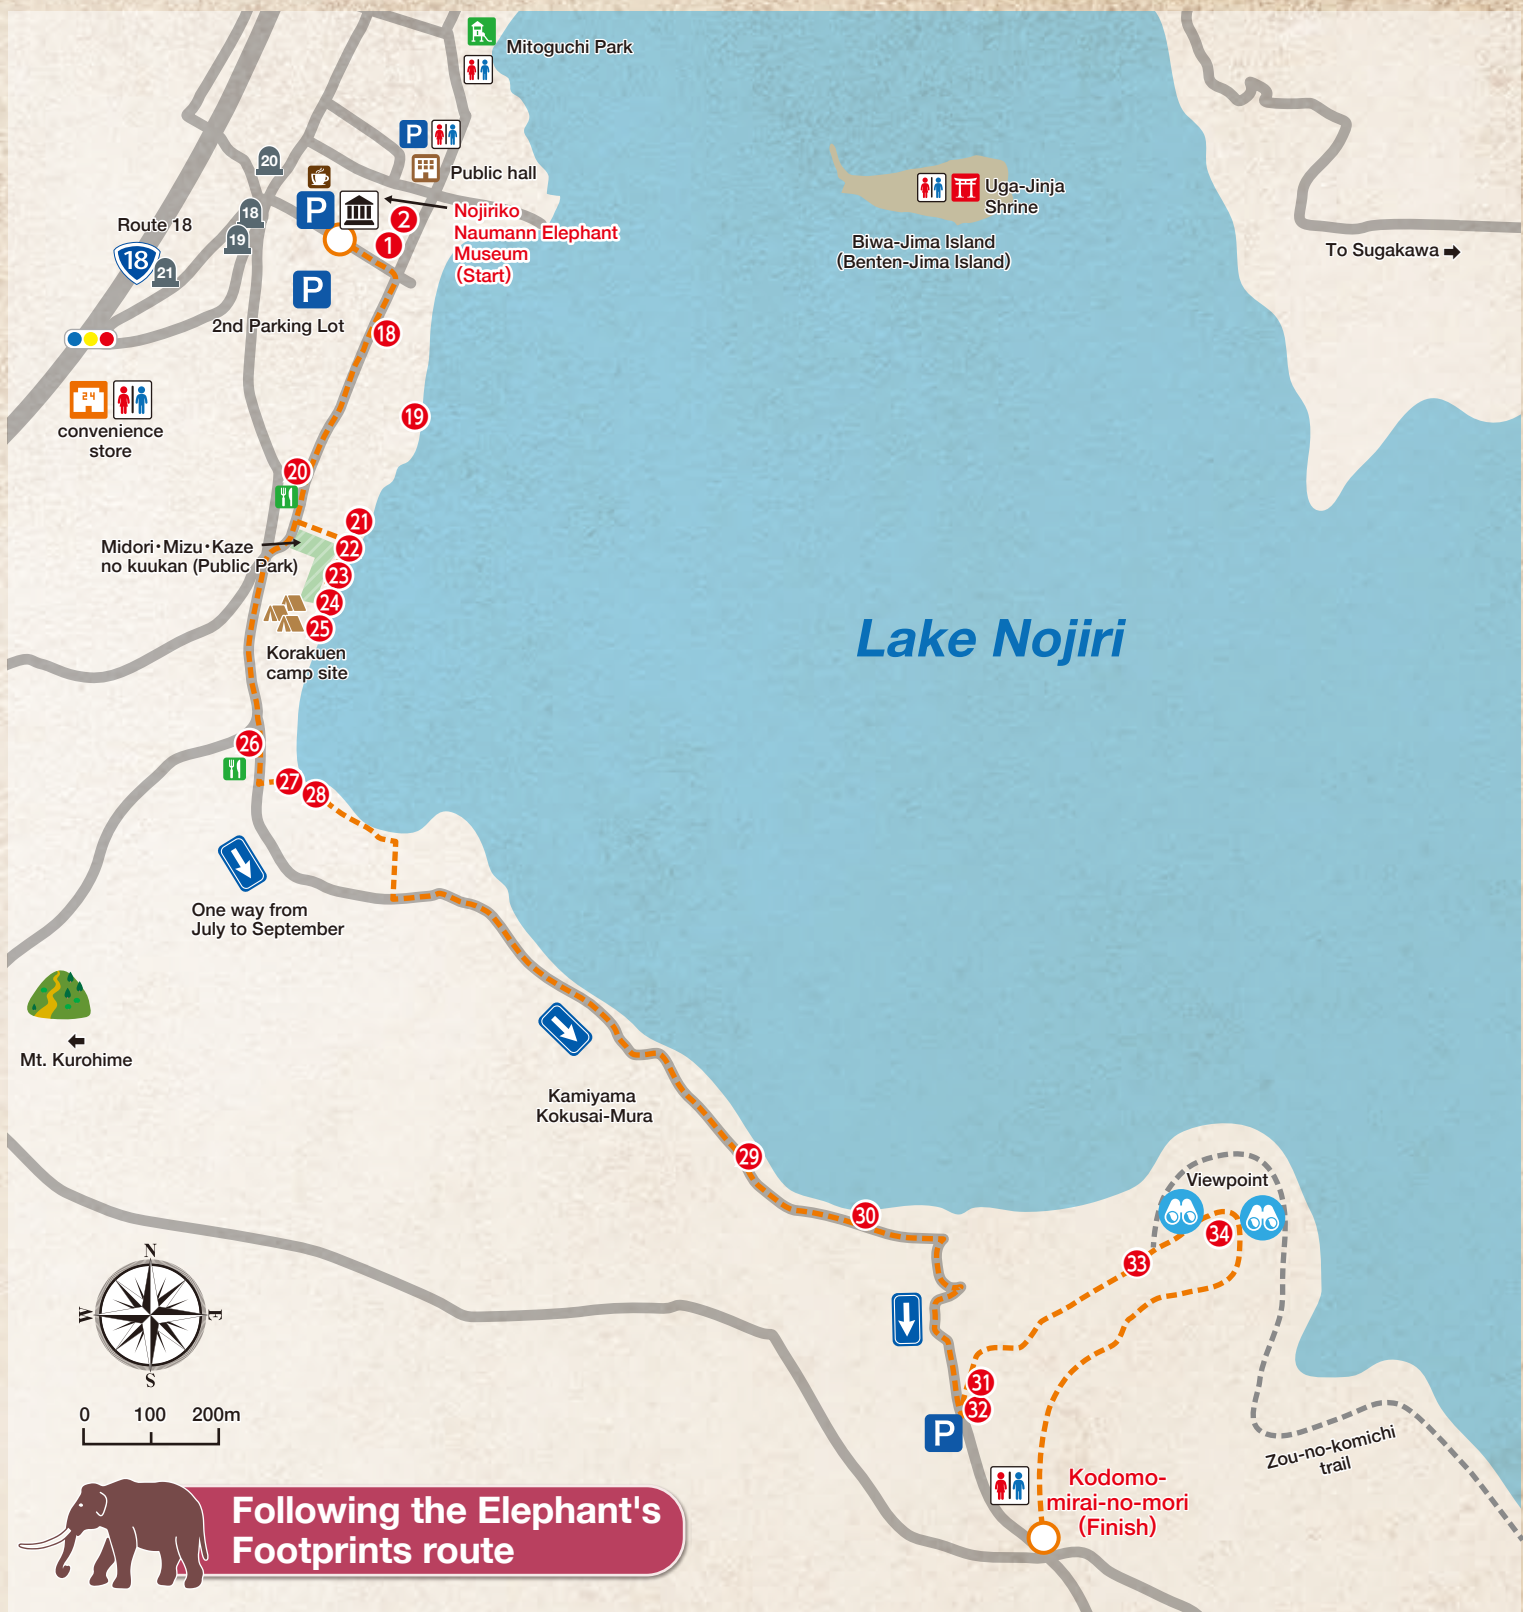 Mitoguchi Park
P
Public hall
20
P
18
19
2
1
Nojiriko
Naumann Elephant
Museum
(Start)
Uga-Jinja
Shrine
Biwa-Jima Island
(Benten-Jima Island)
To Sugakawa
Route 18
18
21
P
2nd Parking Lot
18
24
convenience
store
19
20
21
22
23
24
25
Midori・Mizu・Kaze
no kuukan (Public Park)
Korakuen
camp site
Lake Nojiri
26
27
28
One way from
July to September
Mt. Kurohime
Kamiyama
Kokusai-Mura
29
30
Viewpoint
33
34
31
32
P
Zou-no-komichi
trail
Kodomo-
mirai-no-mori
(Finish)
N
W
E
S
0 100 200m
Following the Elephant's
Footprints route